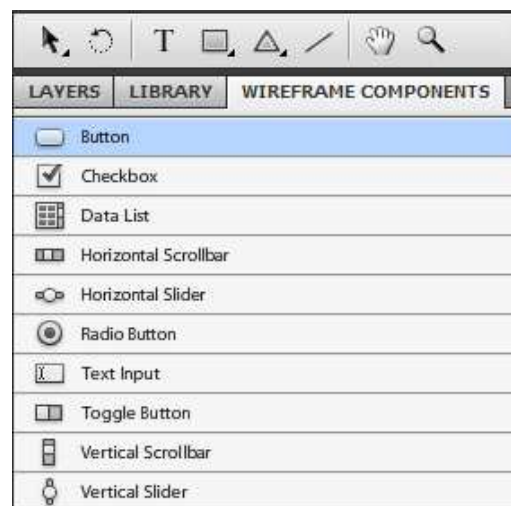 T
LAYERS LIBRARY WIREFRAME COMPONENTS
Button
Checkbox
Data List
Horizontal Scrollbar
Horizontal Slider
Radio Button
Text Input
Toggle Button
Vertical Scrollbar
Vertical Slider